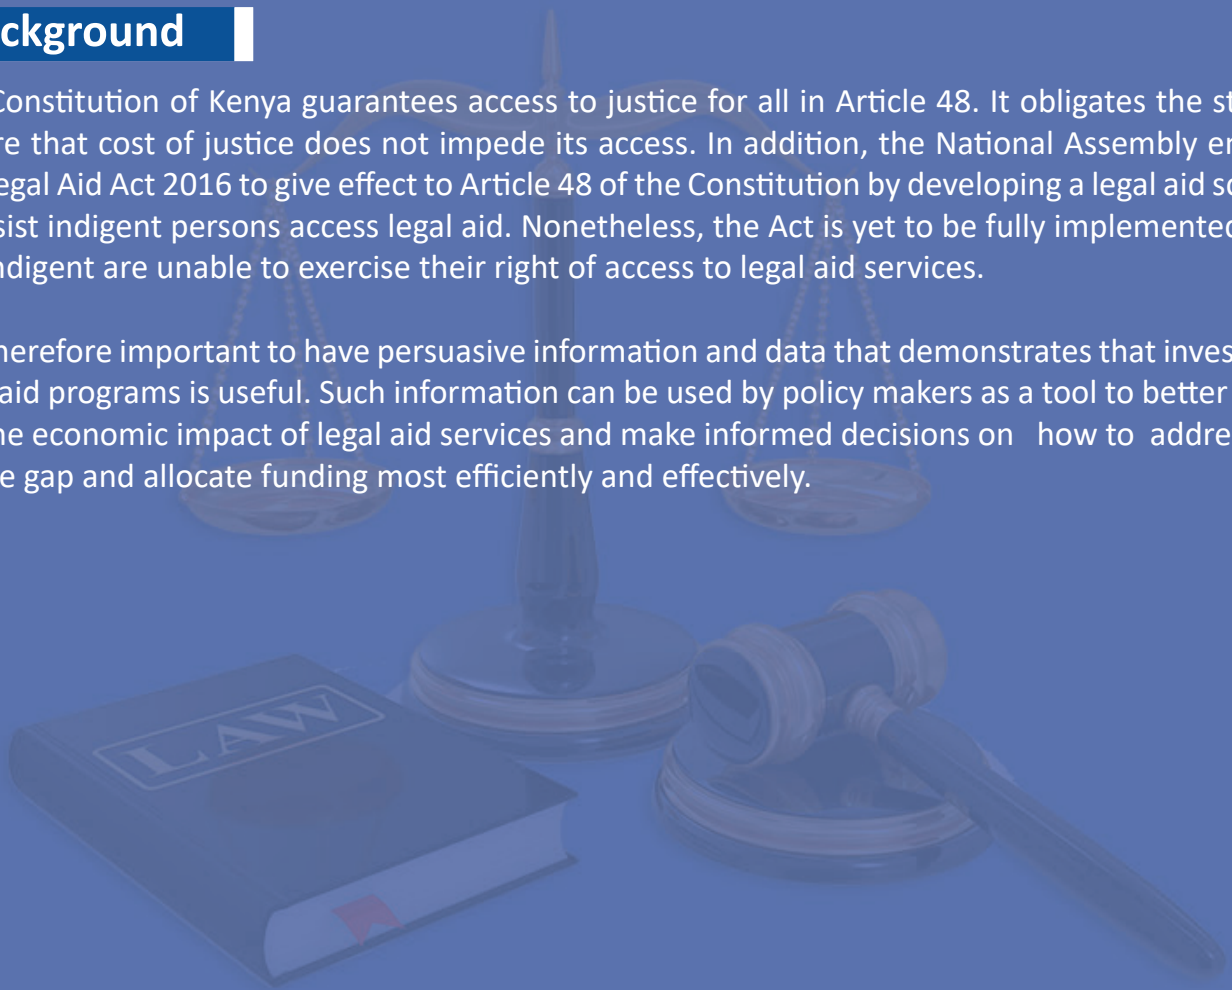 ckground
Constitution of Kenya guarantees access to justice for all in Article 48. It obligates the st
re that cost of justice does not impede its access. In addition, the National Assembly en
egal Aid Act 2016 to give effect to Article 48 of the Constitution by developing a legal aid sc
sist indigent persons access legal aid. Nonetheless, the Act is yet to be fully implemented
ndigent are unable to exercise their right of access to legal aid services.
herefore important to have persuasive information and data that demonstrates that inves
aid programs is useful. Such information can be used by policy makers as a tool to better
he economic impact of legal aid services and make informed decisions on how to addre
e gap and allocate funding most efficiently and effectively.
LAW